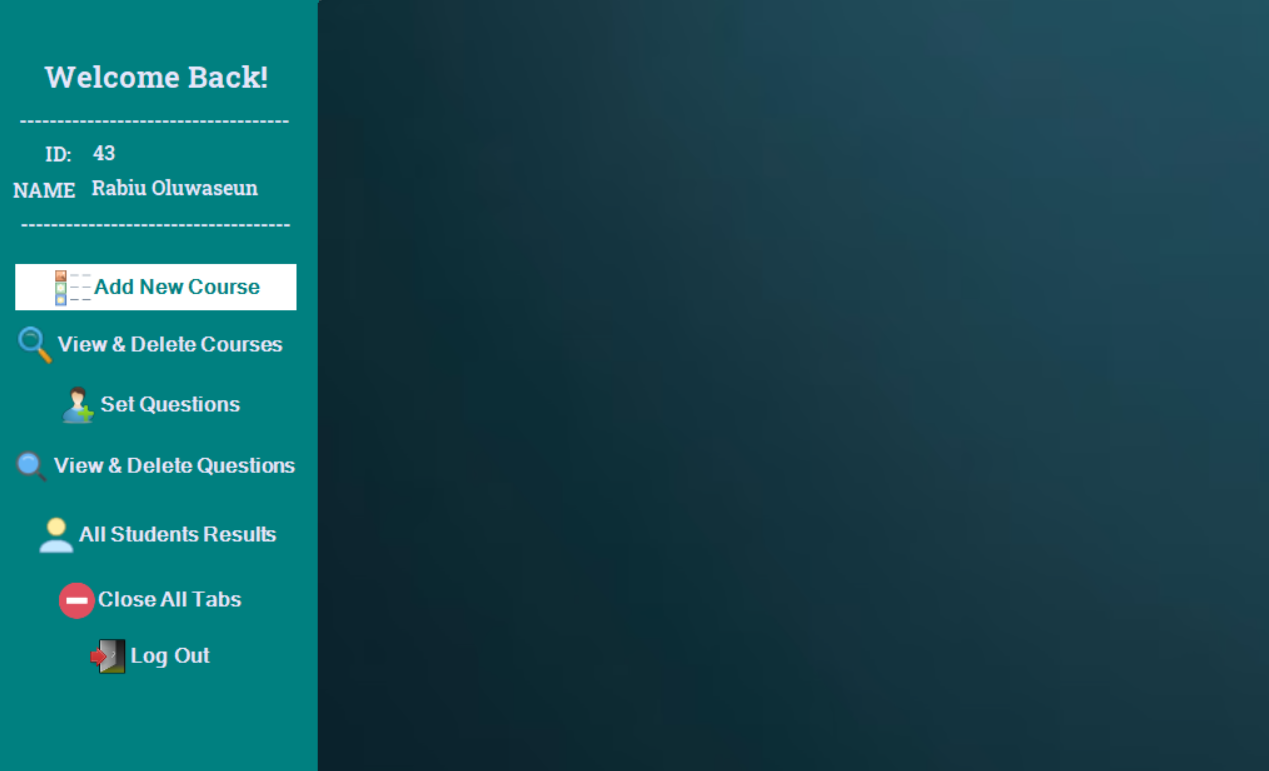 Welcome Back!
------------------------------------
ID: 43
NAME Rabiu Oluwaseun
------------------------------------
Add New Course
View & Delete Courses
Set Questions
View & Delete Questions
All Students Results
Close All Tabs
Log Out